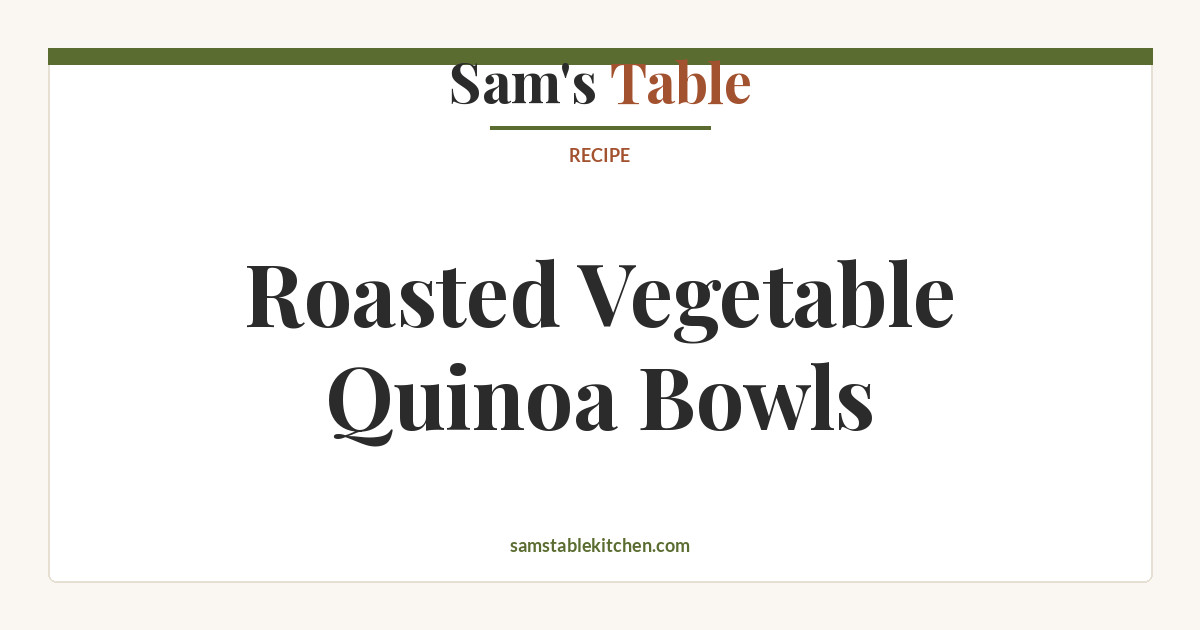 Sam's Table
RECIPE
Roasted Vegetable
Quinoa Bowls
samstablekitchen.com